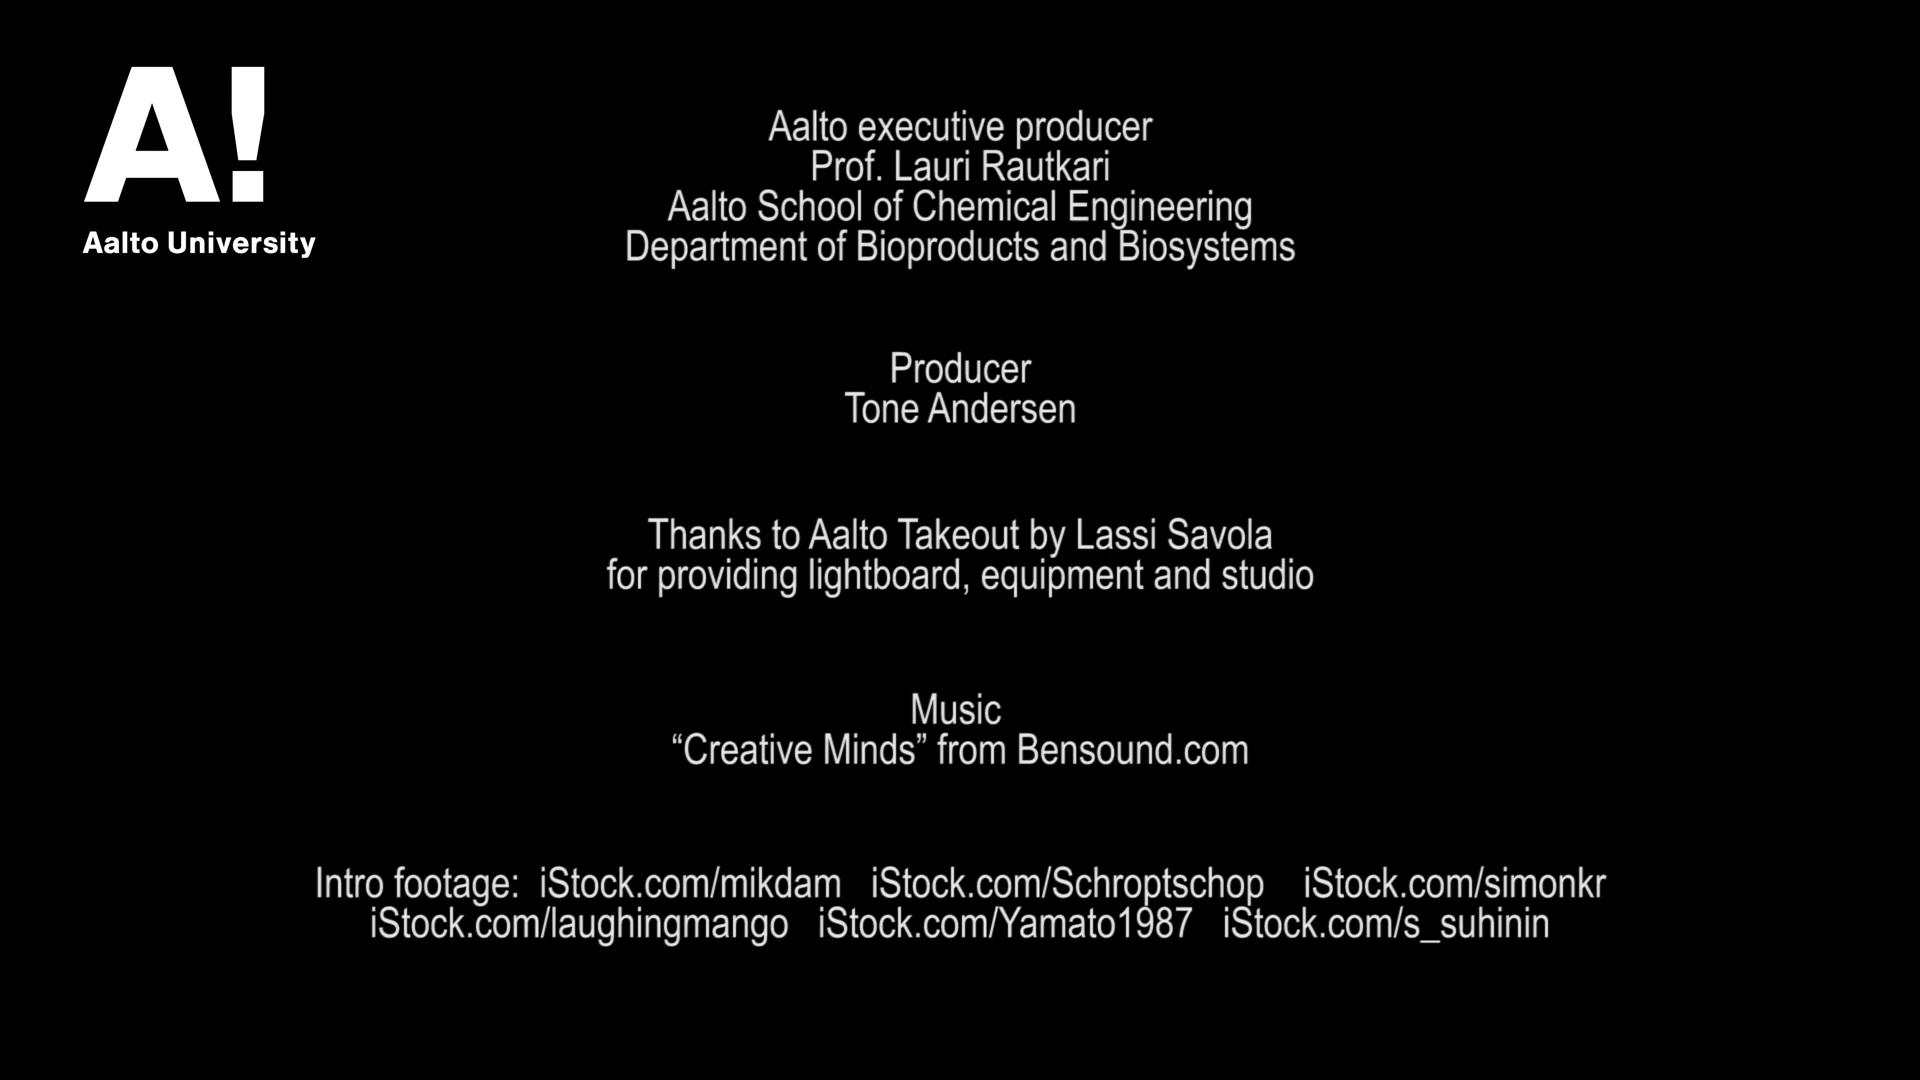 A!
Aalto University
Aalto executive producer
Prof. Lauri Rautkari
Aalto School of Chemical Engineering
Department of Bioproducts and Biosystems
Producer
Tone Andersen
Thanks to Aalto Takeout by Lassi Savola
for providing lightboard, equipment and studio
Music
“Creative Minds” from Bensound.com
Intro footage: iStock.com/mikdam iStock.com/Schroptschop iStock.com/simonkr
iStock.com/laughingmango iStock.com/Yamato1987 iStock.com/s_suhinin